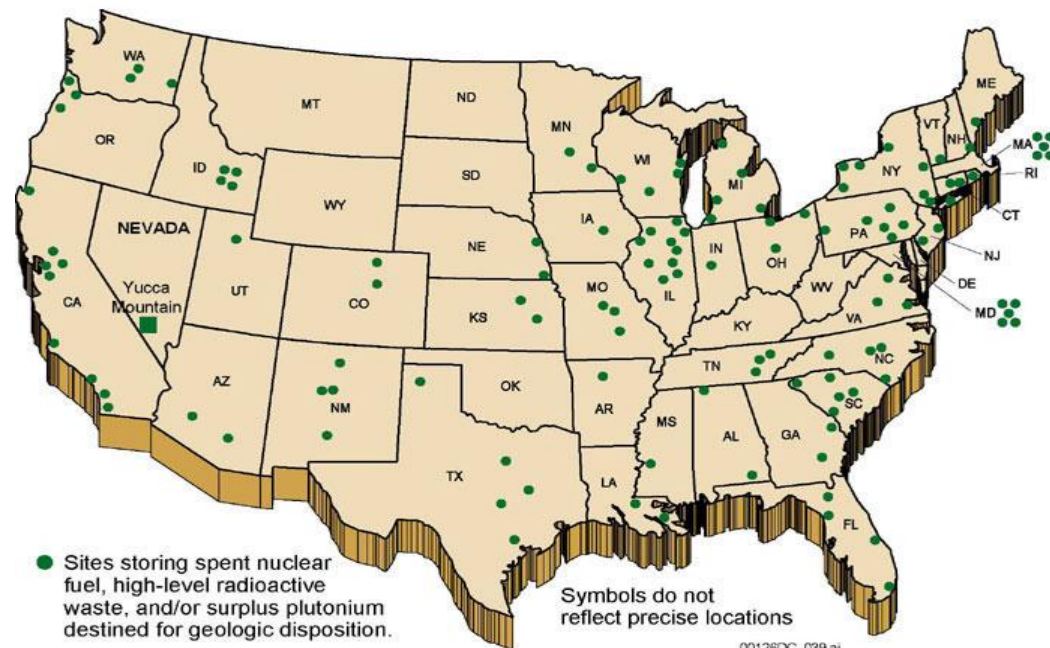 WA
MT
ND
MN
ME
VT
NH
MA
OR
ID
SD
WI
NY
RI
MI
WY
CT
IA
NEVADA
NE
PA
NJ
Yucca
Mountain
UT
CO
IL
IN
OH
DE
CA
KS
MO
WV
MD
KY
VA
AZ
NM
OK
TN
NC
AR
SC
MS
AL
GA
TX
LA
FL
Sites storing spent nuclear
fuel, high-level radioactive
waste, and/or surplus plutonium
destined for geologic disposition.
Symbols do not
reflect precise locations